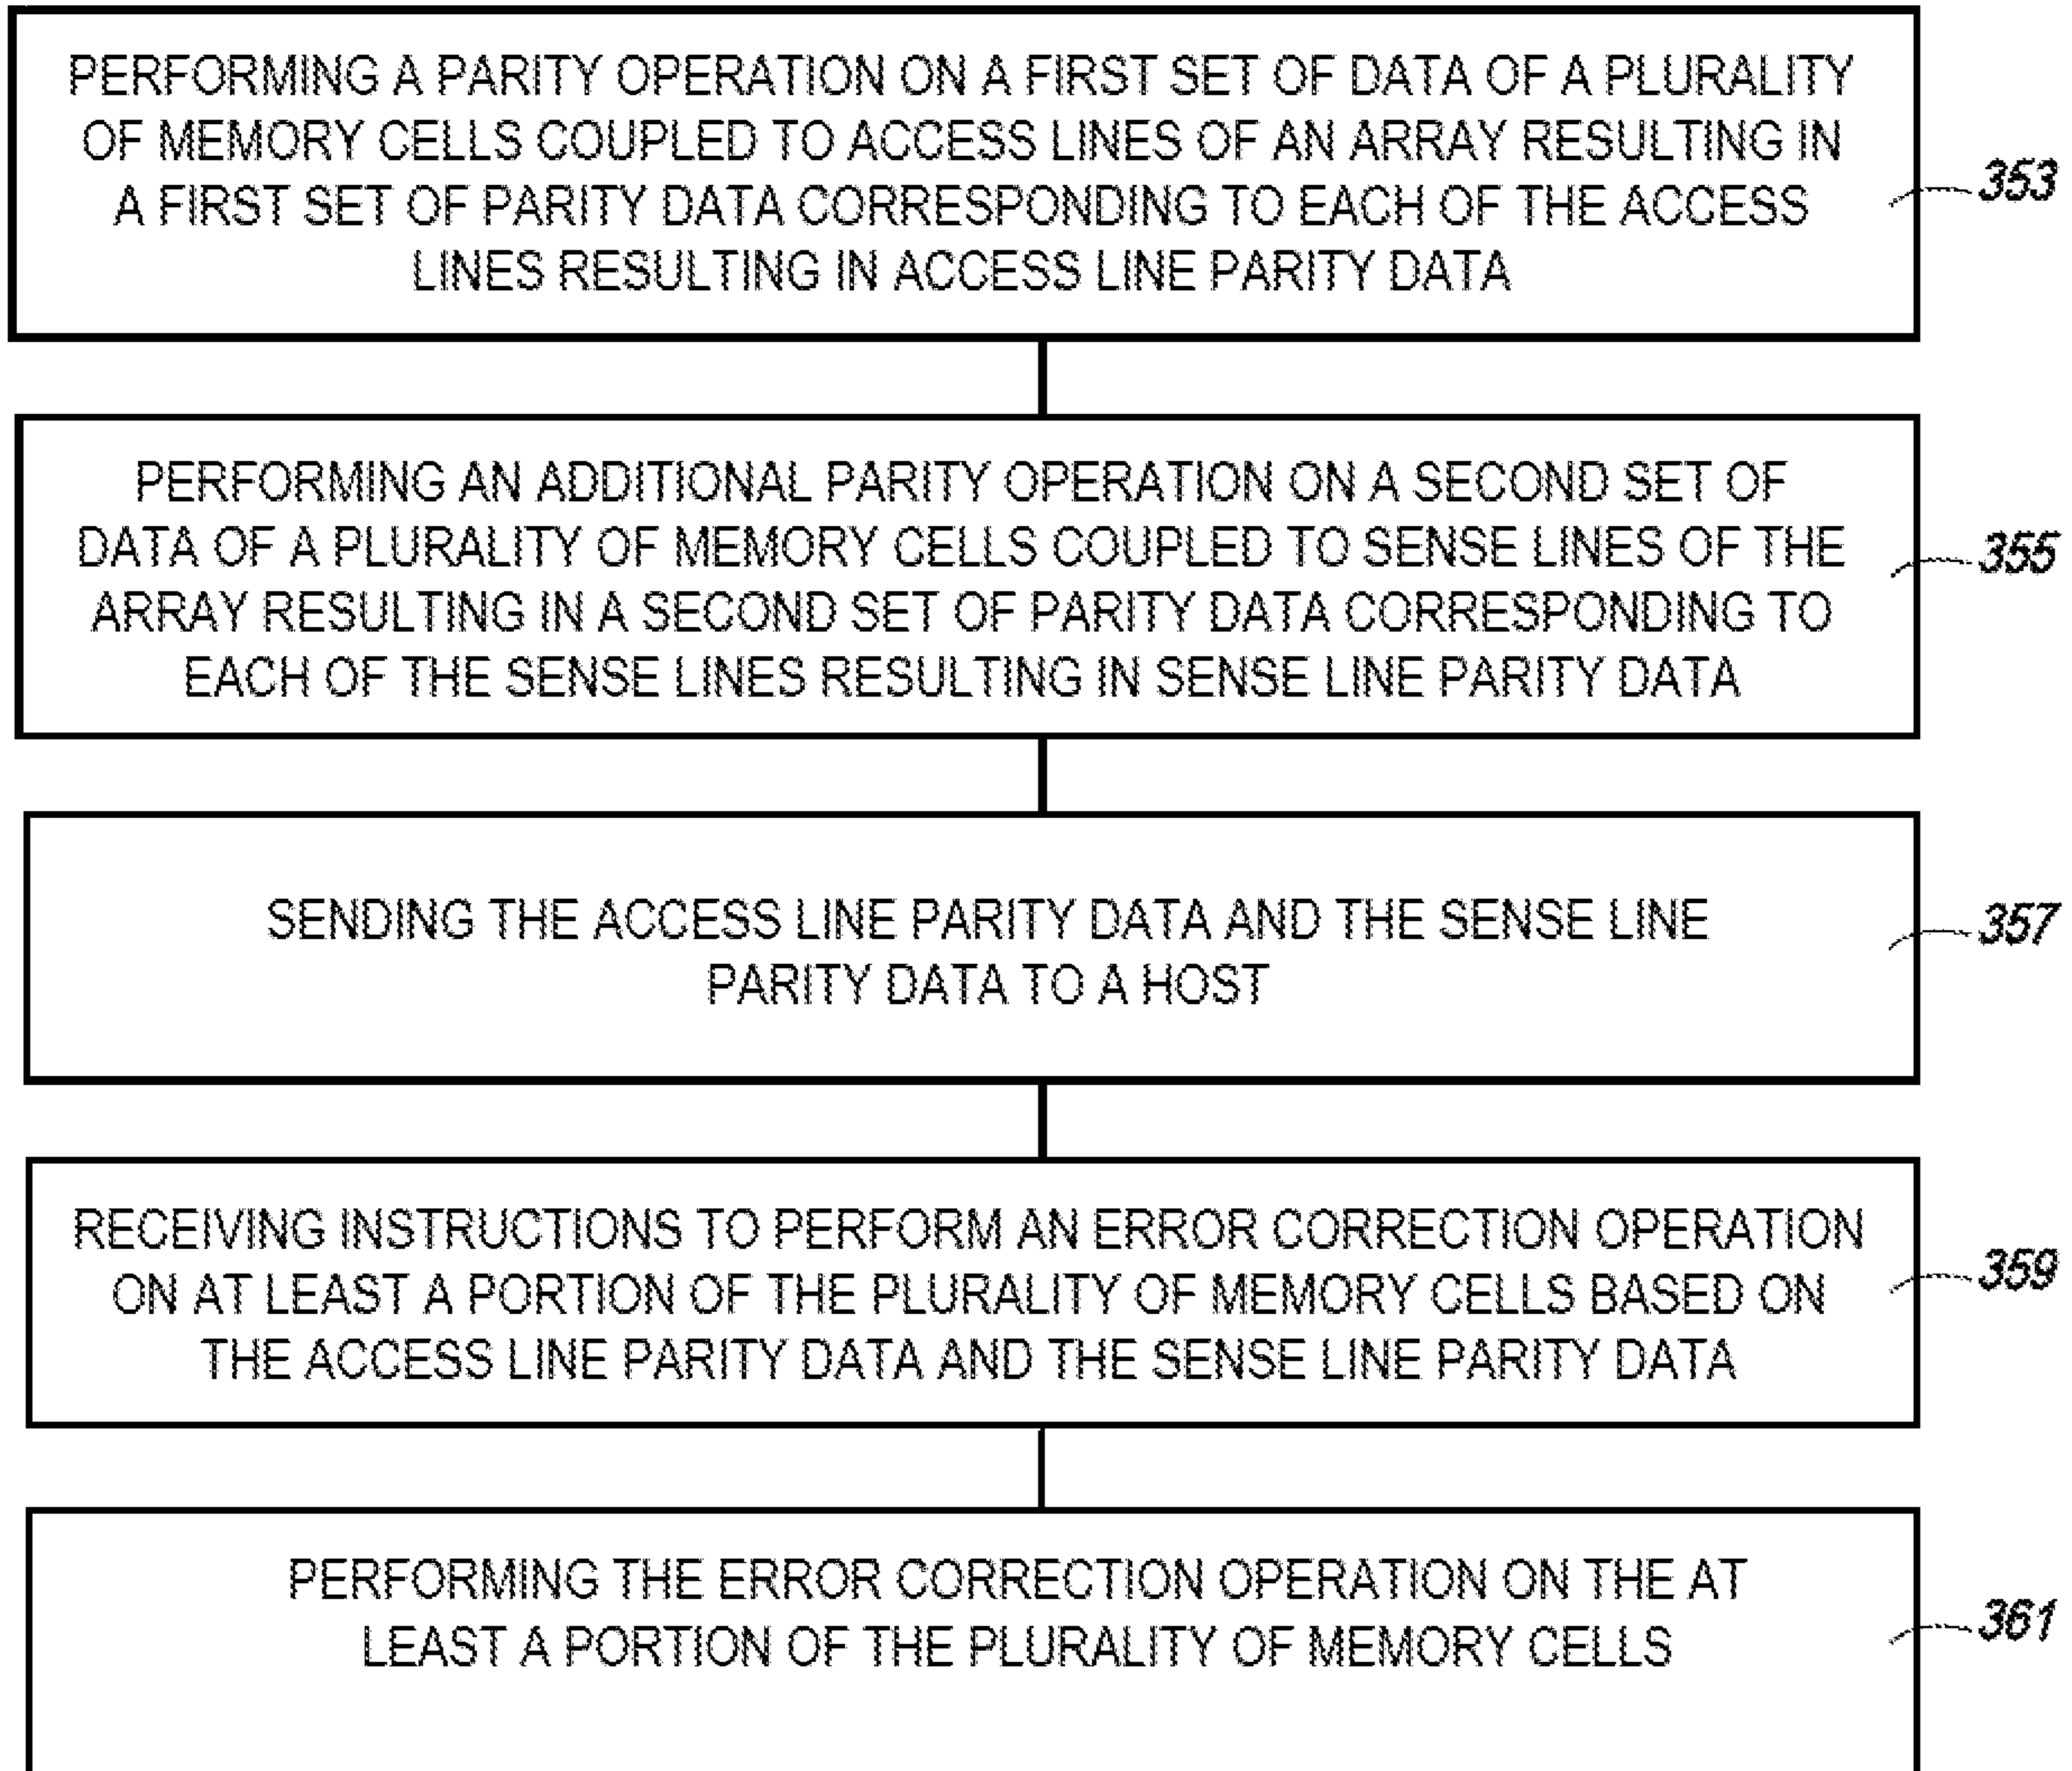 PERFORMING A PARITY OPERATION ON A FIRST SET OF DATA OF A PLURALITY
OF MEMORY CELLS COUPLED TO ACCESS LINES OF AN ARRAY RESULTING IN
A FIRST SET OF PARITY DATA CORRESPONDING TO EACH OF THE ACCESS
LINES RESULTING IN ACCESS LINE PARITY DATA
353
PERFORMING AN ADDITIONAL PARITY OPERATION ON A SECOND SET OF
DATA OF A PLURALITY OF MEMORY CELLS COUPLED TO SENSE LINES OF THE
ARRAY RESULTING IN A SECOND SET OF PARITY DATA CORRESPONDING TO
EACH OF THE SENSE LINES RESULTING IN SENSE LINE PARITY DATA
355
SENDING THE ACCESS LINE PARITY DATA AND THE SENSE LINE
PARITY DATA TO A HOST
357
RECEIVING INSTRUCTIONS TO PERFORM AN ERROR CORRECTION OPERATION
ON AT LEAST A PORTION OF THE PLURALITY OF MEMORY CELLS BASED ON
THE ACCESS LINE PARITY DATA AND THE SENSE LINE PARITY DATA
359
PERFORMING THE ERROR CORRECTION OPERATION ON THE AT
LEAST A PORTION OF THE PLURALITY OF MEMORY CELLS
361